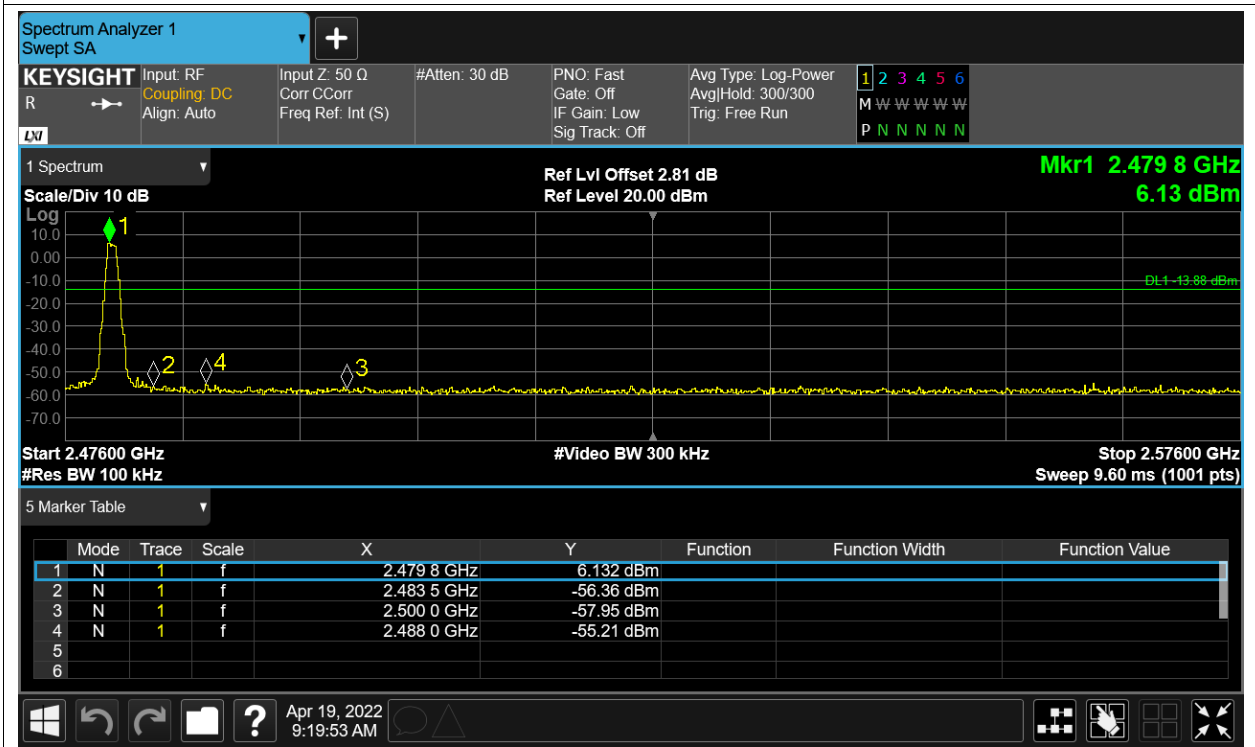 Spectrum Analyzer 1
Swept SA
KEYSIGHT Input: RF Input Z: 50 Ω #Atten: 30 dB PNO: Fast Avg Type: Log-Power 1 2 3 4 5 6
R Coupling: DC Corr CCorr Gate: Off Avg|Hold: 300/300 M W W W W W
Align: Auto Freq Ref: Int (S) IF Gain: Low Trig: Free Run
LXI Sig Track: Off P N N N N N
1 Spectrum Ref Lvl Offset 2.81 dB Mkr1 2.479 8 GHz
Scale/Div 10 dB Ref Level 20.00 dBm 6.13 dBm
Log
1
10.0
0.00
-10.0
DL1 -13.88 dBm
-20.0
-30.0
-40.0
2 4 3
-50.0
-60.0
-70.0
Start 2.47600 GHz #Video BW 300 kHz Stop 2.57600 GHz
#Res BW 100 kHz Sweep 9.60 ms (1001 pts)
5 Marker Table
Mode Trace Scale X Y Function Function Width Function Value
1 N 1 f 2.479 8 GHz 6.132 dBm
2 N 1 f 2.483 5 GHz -56.36 dBm
3 N 1 f 2.500 0 GHz -57.95 dBm
4 N 1 f 2.488 0 GHz -55.21 dBm
5
6
? Apr 19, 2022
9:19:53 AM